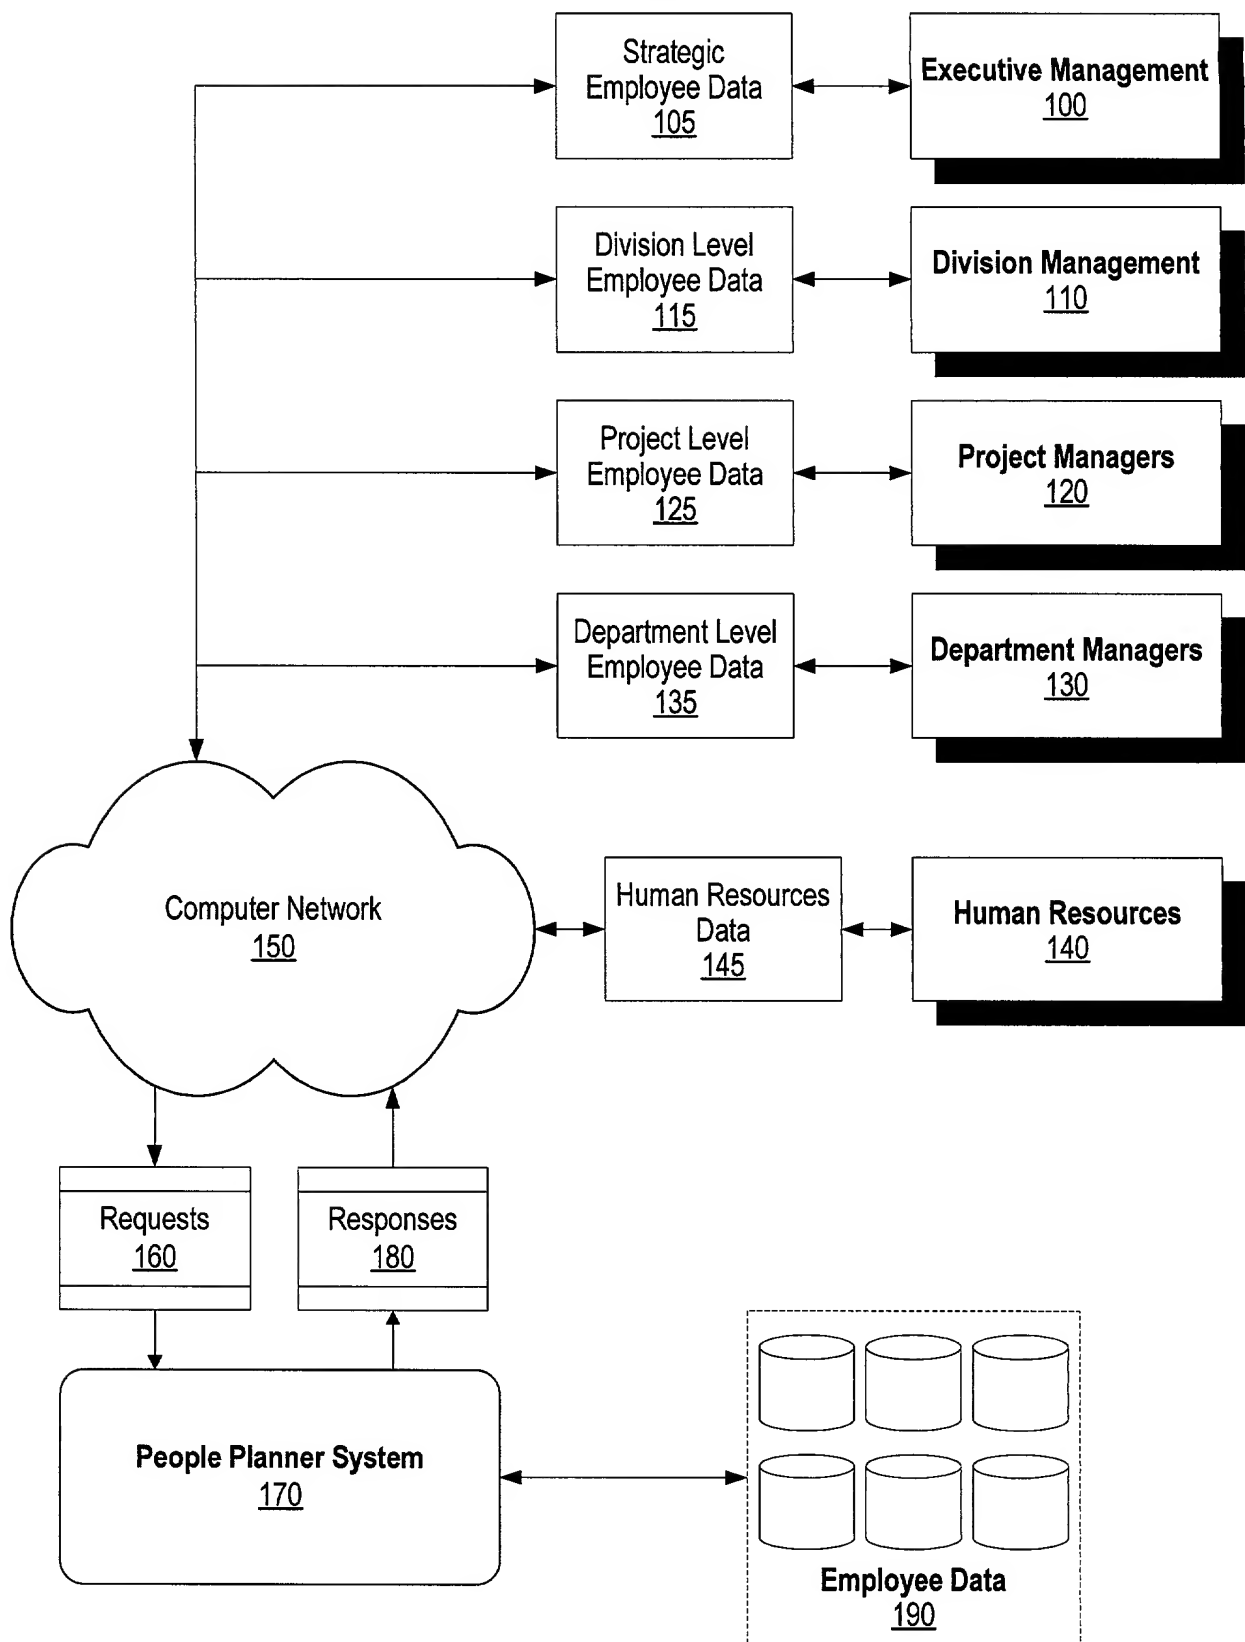 Strategic
Employee Data
105
Executive Management
100
Division Level
Employee Data
115
Division Management
110
Project Level
Employee Data
125
Project Managers
120
Department Level
Employee Data
135
Department Managers
130
Computer Network
150
Human Resources
Data
145
Human Resources
140
Requests
160
Responses
180
People Planner System
170
Employee Data
190